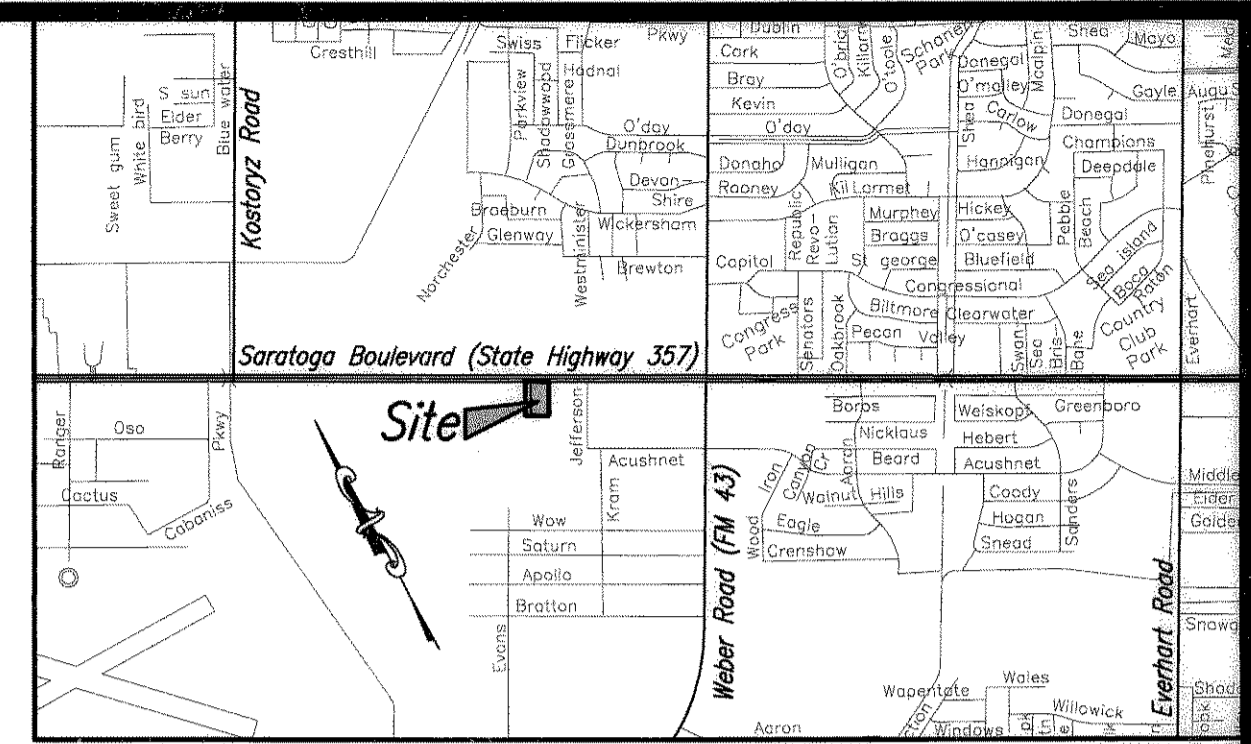 Cresthill
Swiss
Flicker
Pkwy
Hadnal
S sun
Elder
Berry
White bird
Blue water
Sweet gum
Kostoryz Road
Parkview
Shadowwood
Grossmere
O'day
Dunbrook
Devon-
Shire
Braeburn
Glenway
Wickersham
Westminister
Brewton
Norchester
Saratoga Boulevard (State Highway 357)
Dublin
Cark
Bray
Kevin
O'day
Killarn
O'toole
Schanen
Park
Donegal
O'malley
Shea
Carlow
Macalpin
Shea
Mayo
Gayle
Donegal
Champions
Deepdale
Hannigan
Donaho
Mulligan
Rooney
Kil Larmet
Republic
Revo-
Lution
Murphey
Hickey
Braggs
O'casey
Capitol
St george
Bluefield
Congressional
Pebble
Beach
Sea island
Boca
Raton
Biltmore
Clearwater
Congress
Park
Senators
Oakbrook
Pecan
Valley
Swan
Sea
Bris-
Bane
Country
Club
Park
Pinehurst
Everhart
Ranger
Oso
Pkwy
Cactus
Cabaniss
Site
Jefferson
Acushnet
Kram
Wow
Saturn
Apollo
Bratton
Evans
Weber Road (FM 43)
Boros
Weiskopf
Greenboro
Nicklaus
Hebert
Aaron
Beard
Acushnet
Iron
Canyon
Cr
Walnut
Hills
Coody
Hogan
Snead
Sanders
Eagle
Wood
Crenshaw
Everhart Road
Middle
Elder
Golde
Snowg
Wapentate
Wales
Willowick
Windows
Aaron
Shad